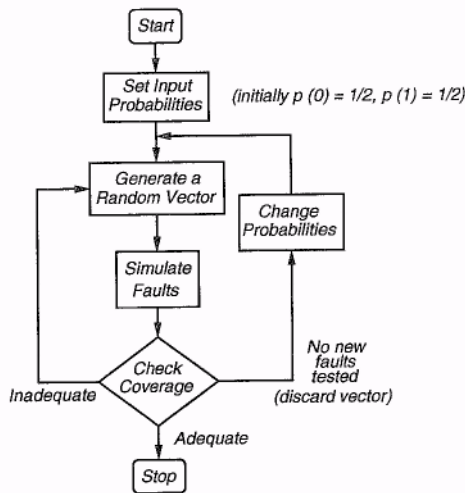 Start
Set Input
Probabilities
(initially p (0) = 1/2, p (1) = 1/2)
Generate a
Random Vector
Change
Probabilities
Simulate
Faults
Check
Coverage
No new
faults
tested
(discard vector)
Inadequate
Adequate
Stop